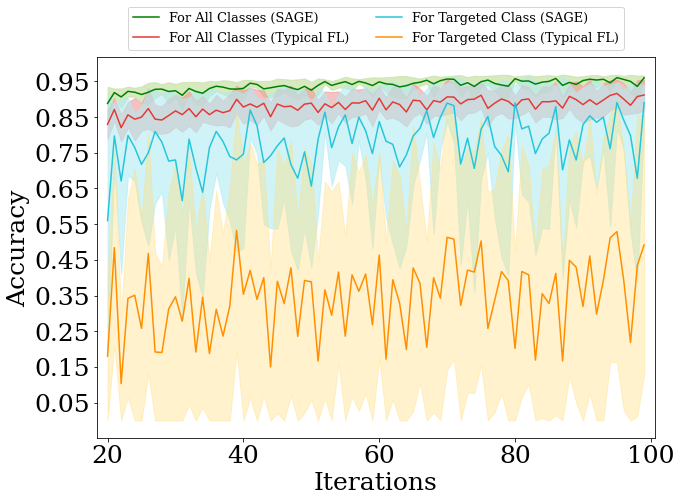 For All Classes (SAGE) For Targeted Class (SAGE)
For All Classes (Typical FL) For Targeted Class (Typical FL)
0.95
0.85
0.75
0.65
0.55
0.45
0.35
0.25
0.15
0.05
Accuracy
20 40 60 80 100
Iterations